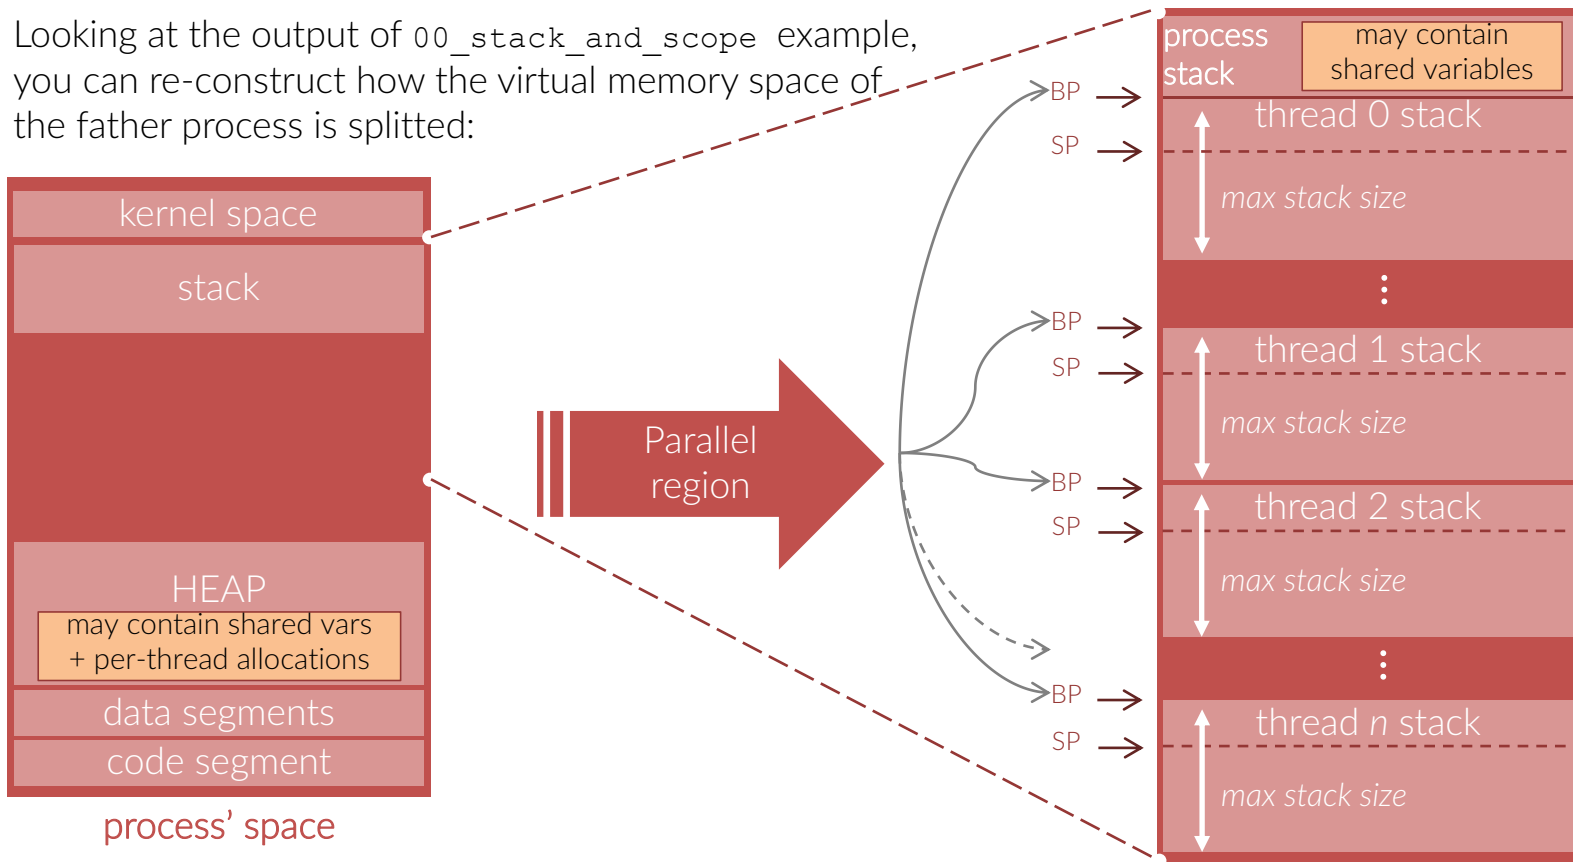 Looking at the output of 00_stack_and_scope example,
you can re-construct how the virtual memory space of
the father process is splitted:
kernel space
stack
HEAP
may contain shared vars
+ per-thread allocations
data segments
code segment
process’ space
Parallel
region
BP
SP
BP
SP
BP
SP
BP
SP
process
stack
may contain
shared variables
thread 0 stack
max stack size
⋮
thread 1 stack
max stack size
thread 2 stack
max stack size
⋮
thread n stack
max stack size